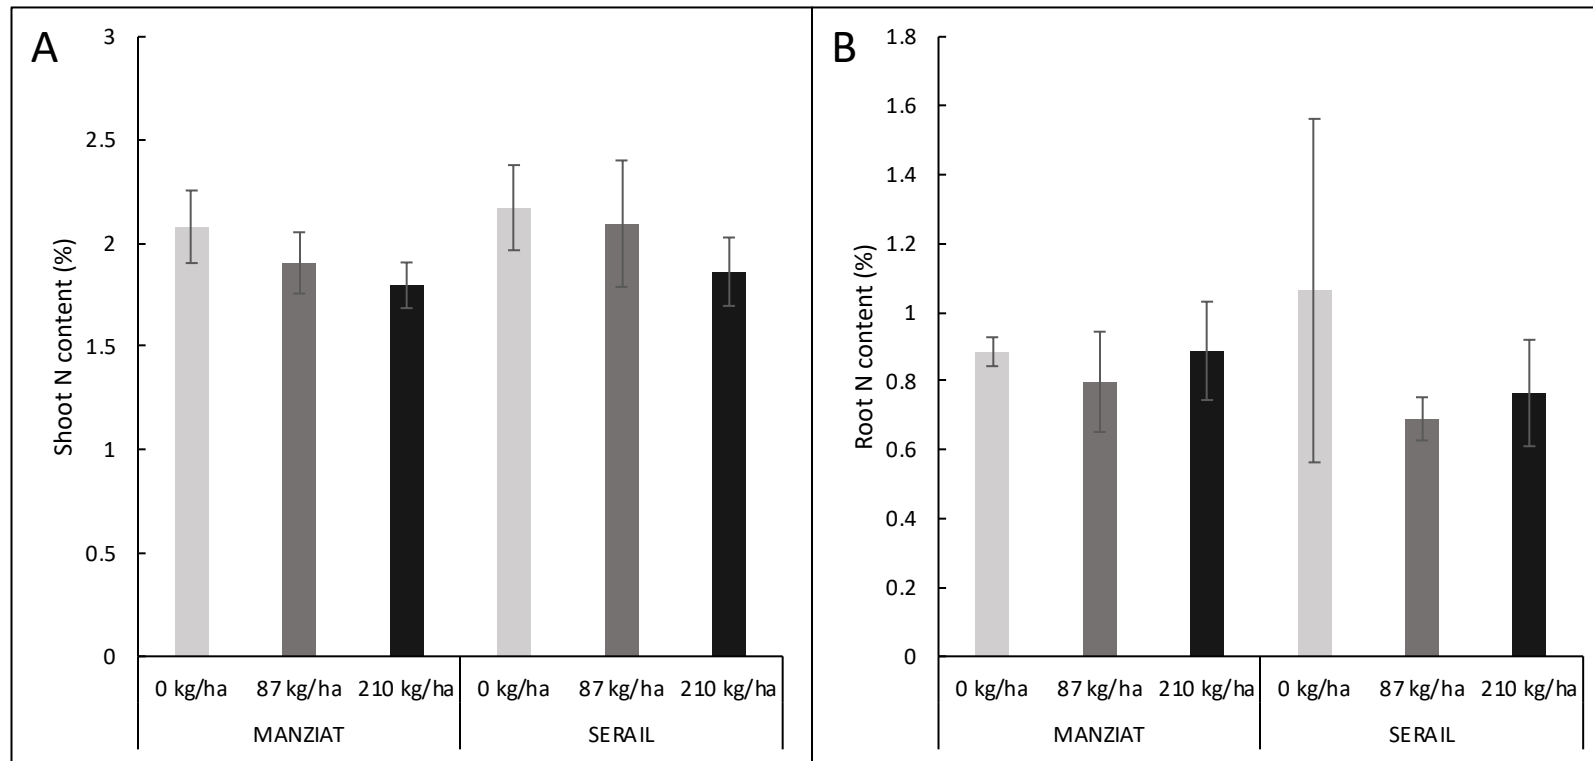 A
Shoot N content (%)
3
2.5
2
1.5
1
0.5
0
0 kg/ha 87 kg/ha 210 kg/ha 0 kg/ha 87 kg/ha 210 kg/ha
MANZIAT SERAIL
B
Root N content (%)
1.8
1.6
1.4
1.2
1
0.8
0.6
0.4
0.2
0
0 kg/ha 87 kg/ha 210 kg/ha 0 kg/ha 87 kg/ha 210 kg/ha
MANZIAT SERAIL